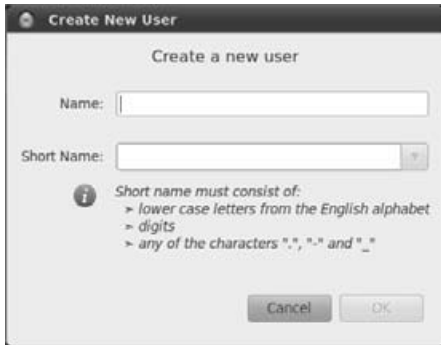 Create New User
Create a new user
Name:
Short Name:
Short name must consist of:
➢ lower case letters from the English alphabet
➢ digits
➢ any of the characters ".", "-" and "_"
Cancel
OK